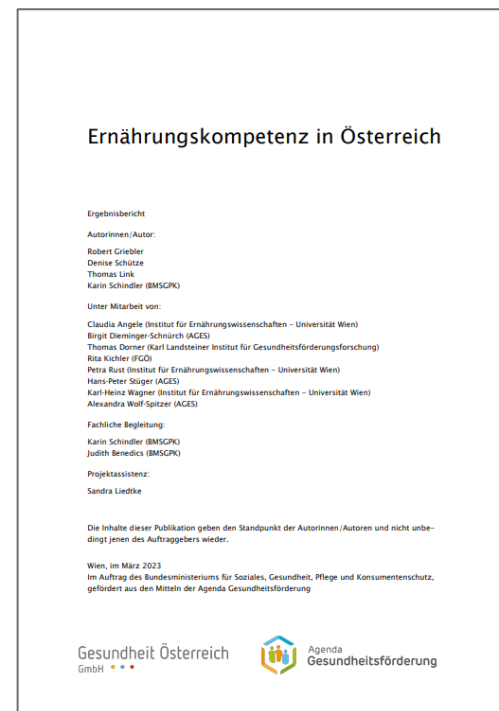 Ernährungskompetenz in Österreich
Ergebnisbericht
Autorinnen/Autor:
Robert Griebler
Denise Schütze
Thomas Link
Karin Schindler (BMSGPK)
Unter Mitarbeit von:
Claudia Angele (Institut für Ernährungswissenschaften – Universität Wien)
Birgit Dieminger-Schnürch (AGES)
Thomas Dorner (Karl Landsteiner Institut für Gesundheitsförderungsforschung)
Rita Kichler (FGÖ)
Petra Rust (Institut für Ernährungswissenschaften – Universität Wien)
Hans-Peter Stüger (AGES)
Karl-Heinz Wagner (Institut für Ernährungswissenschaften – Universität Wien)
Alexandra Wolf-Spitzer (AGES)
Fachliche Begleitung:
Karin Schindler (BMSGPK)
Judith Benedics (BMSGPK)
Projektassistenz:
Sandra Liedtke
Die Inhalte dieser Publikation geben den Standpunkt der Autorinnen/Autoren und nicht unbe-
dingt jenen des Auftraggebers wieder.
Wien, im März 2023
Im Auftrag des Bundesministeriums für Soziales, Gesundheit, Pflege und Konsumentenschutz,
gefördert aus den Mitteln der Agenda Gesundheitsförderung
Gesundheit Österreich
GmbH
Agenda
Gesundheitsförderung